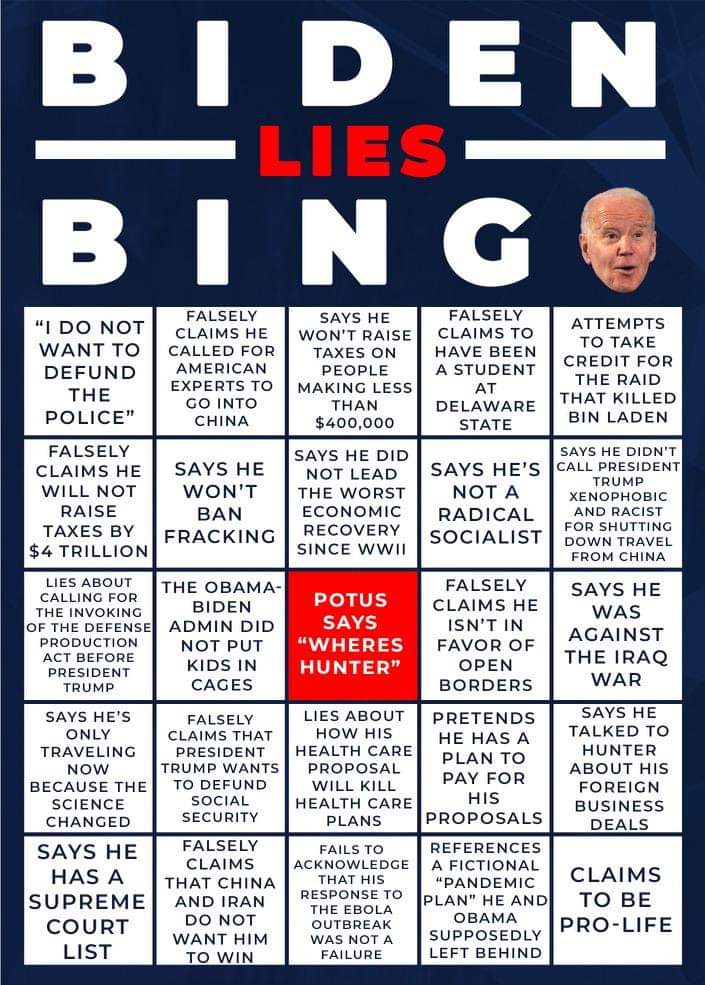 BIDEN
LIES
BING
"I DO NOT
WANT TO
DEFUND
THE
POLICE"
FALSELY
CLAIMS HE
CALLED FOR
AMERICAN
EXPERTS TO
GO INTO
CHINA
SAYS HE
WON'T RAISE
TAXES ON
PEOPLE
MAKING LESS
THAN
$400,000
FALSELY
CLAIMS TO
HAVE BEEN
A STUDENT
AT
DELAWARE
STATE
ATTEMPTS
TO TAKE
CREDIT FOR
THE RAID
THAT KILLED
BIN LADEN
FALSELY
CLAIMS HE
WILL NOT
RAISE
TAXES BY
$4 TRILLION
SAYS HE
WON'T
BAN
FRACKING
SAYS HE DID
NOT LEAD
THE WORST
ECONOMIC
RECOVERY
SINCE WWII
SAYS HE'S
NOT A
RADICAL
SOCIALIST
SAYS HE DIDN'T
CALL PRESIDENT
TRUMP
XENOPHOBIC
AND RACIST
FOR SHUTTING
DOWN TRAVEL
FROM CHINA
LIES ABOUT
CALLING FOR
THE INVOKING
OF THE DEFENSE
PRODUCTION
ACT BEFORE
PRESIDENT
TRUMP
THE OBAMA-
BIDEN
ADMIN DID
NOT PUT
KIDS IN
CAGES
POTUS
SAYS
"WHERES
HUNTER"
FALSELY
CLAIMS HE
ISN'T IN
FAVOR OF
OPEN
BORDERS
SAYS HE
WAS
AGAINST
THE IRAQ
WAR
SAYS HE'S
ONLY
TRAVELING
NOW
BECAUSE THE
SCIENCE
CHANGED
FALSELY
CLAIMS THAT
PRESIDENT
TRUMP WANTS
TO DEFUND
SOCIAL
SECURITY
LIES ABOUT
HOW HIS
HEALTH CARE
PROPOSAL
WILL KILL
HEALTH CARE
PLANS
PRETENDS
HE HAS A
PLAN TO
PAY FOR
HIS
PROPOSALS
SAYS HE
TALKED TO
HUNTER
ABOUT HIS
FOREIGN
BUSINESS
DEALS
SAYS HE
HAS A
SUPREME
COURT
LIST
FALSELY
CLAIMS
THAT CHINA
AND IRAN
DO NOT
WANT HIM
TO WIN
FAILS TO
ACKNOWLEDGE
THAT HIS
RESPONSE TO
THE EBOLA
OUTBREAK
WAS NOT A
FAILURE
REFERENCES
A FICTIONAL
"PANDEMIC
PLAN" HE AND
OBAMA
SUPPOSEDLY
LEFT BEHIND
CLAIMS
TO BE
PRO-LIFE